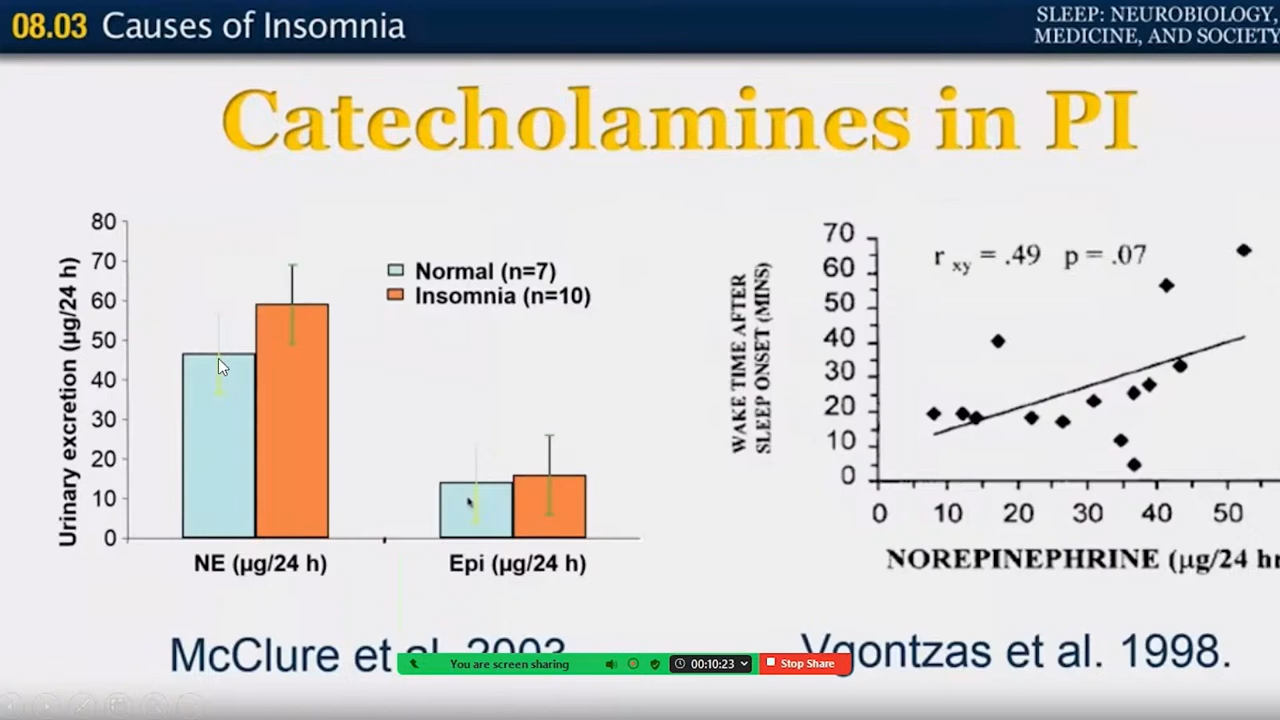 08.03 Causes of Insomnia
SLEEP: NEUROBIOLOGY,
MEDICINE, AND SOCIETY
Catecholamines in PI
Urinary excretion (µg/24 h)
80
70
60
50
40
30
20
10
0
Normal (n=7)
Insomnia (n=10)
NE (µg/24 h)
Epi (µg/24 h)
WAKE TIME AFTER
SLEEP ONSET (MINS)
70
60
50
40
30
20
10
0
r xy = .49 p = .07
0 10 20 30 40 50
NOREPINEPHRINE (µg/24 hr
McClure et al. 2003
Vgontzas et al. 1998.
You are screen sharing
00:10:23
Stop Share